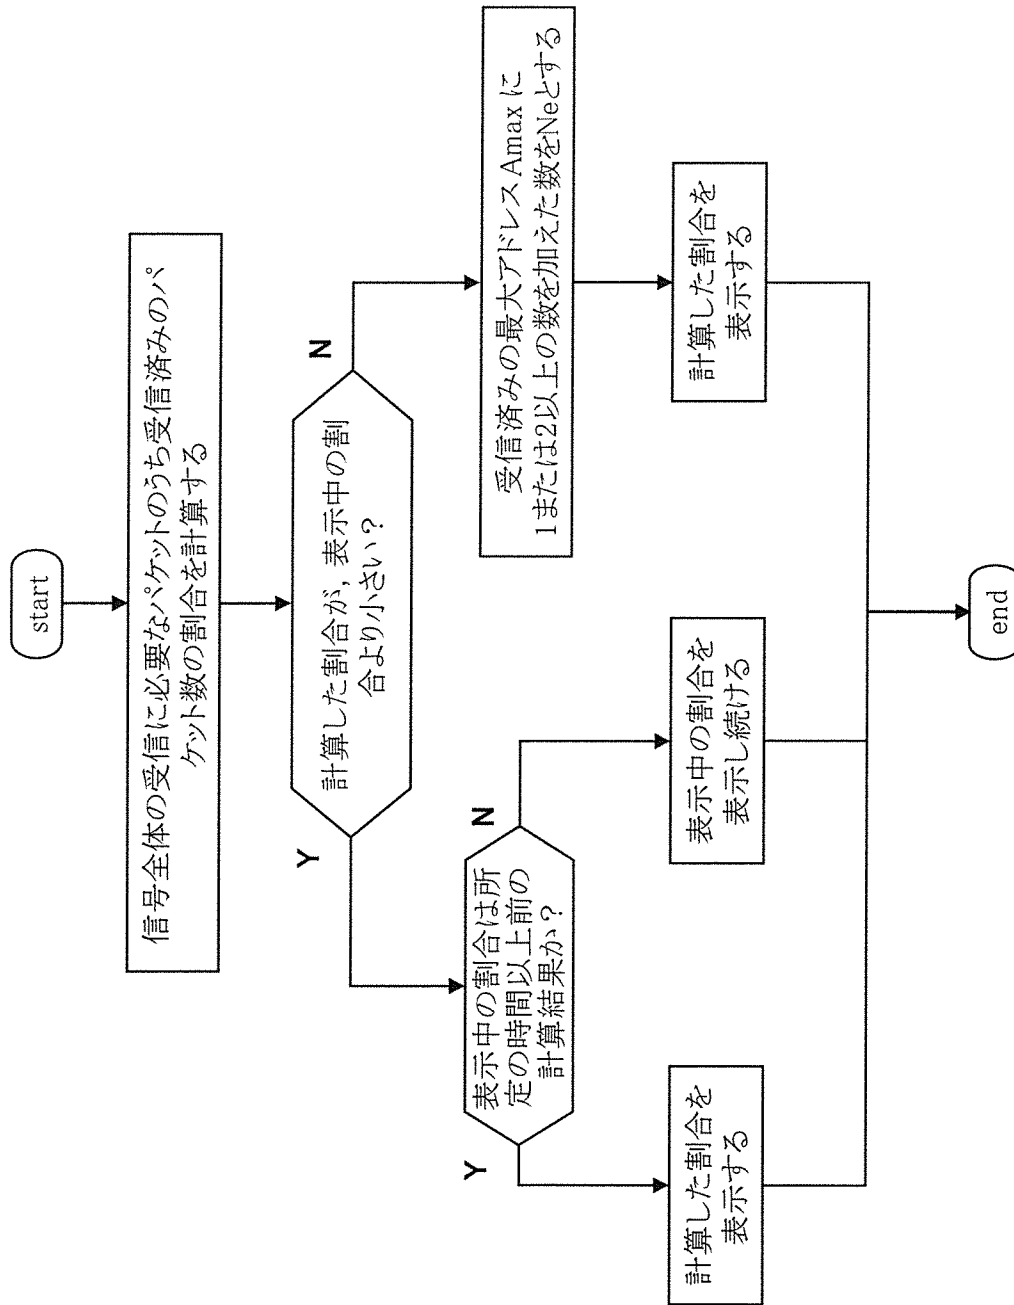 start
信号全体の受信に必要なパケットのうち受信済みのパ
ケット数の割合を計算する
計算した割合が，表示中の割
合より小さい？
Y
N
表示中の割合は所
定の時間以上前の
計算結果か？
受信済みの最大アドレスAmaxに
1または2以上の数を加えた数をNeとする
Y
N
計算した割合を
表示する
表示中の割合を
表示し続ける
計算した割合を
表示する
end